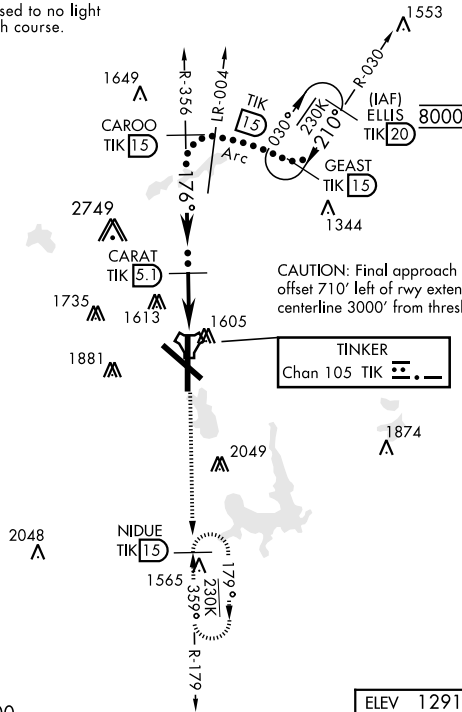 sed to no light
h course.
1553
1649
R-356
LR-004
TIK
15
Arc
030°
230K
210°
R-030
(IAF)
ELLIS
TIK 20
8000
CAROO
TIK 15
176°
GEAST
TIK 15
1344
2749
CARAT
TIK 5.1
CAUTION: Final approach
offset 710' left of rwy exten
centerline 3000' from thresh
1735
1613
1605
1881
TINKER
Chan 105 TIK
1874
2049
2048
NIDUE
TIK 15
1565
359°
230K
179°
R-179
ELEV 1291